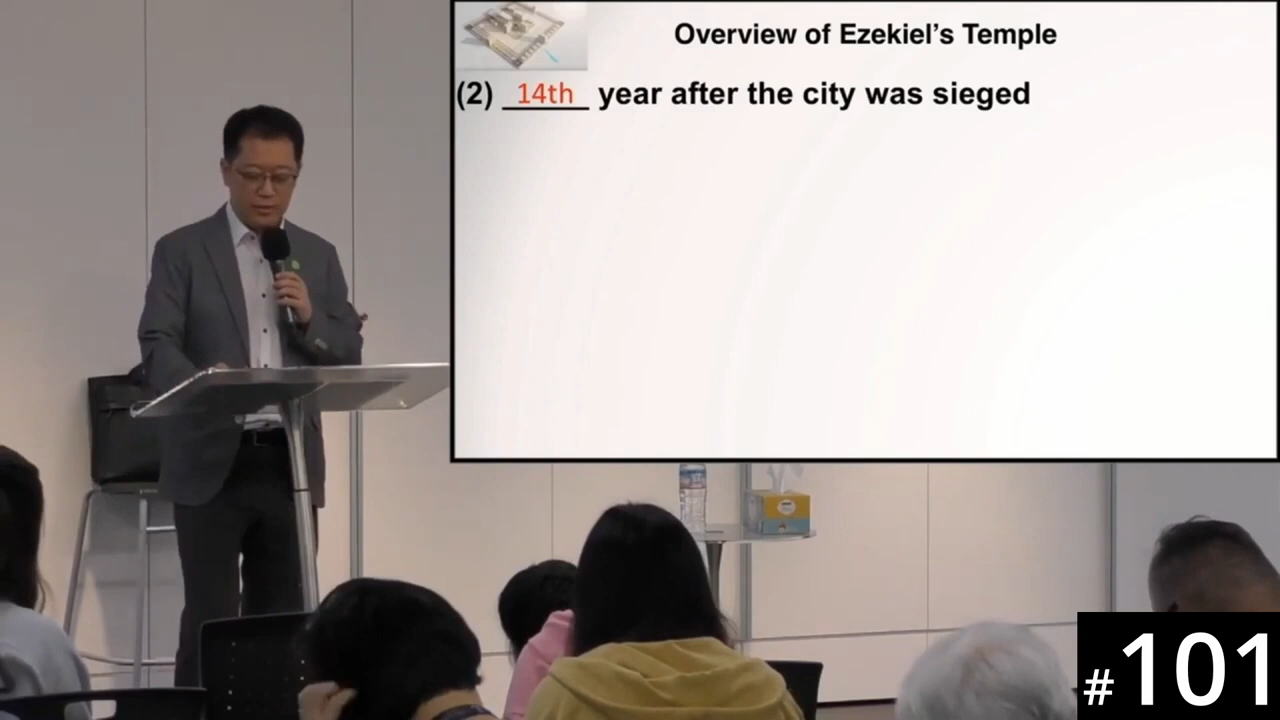 Overview of Ezekiel's Temple
(2) 14th year after the city was sieged
#101